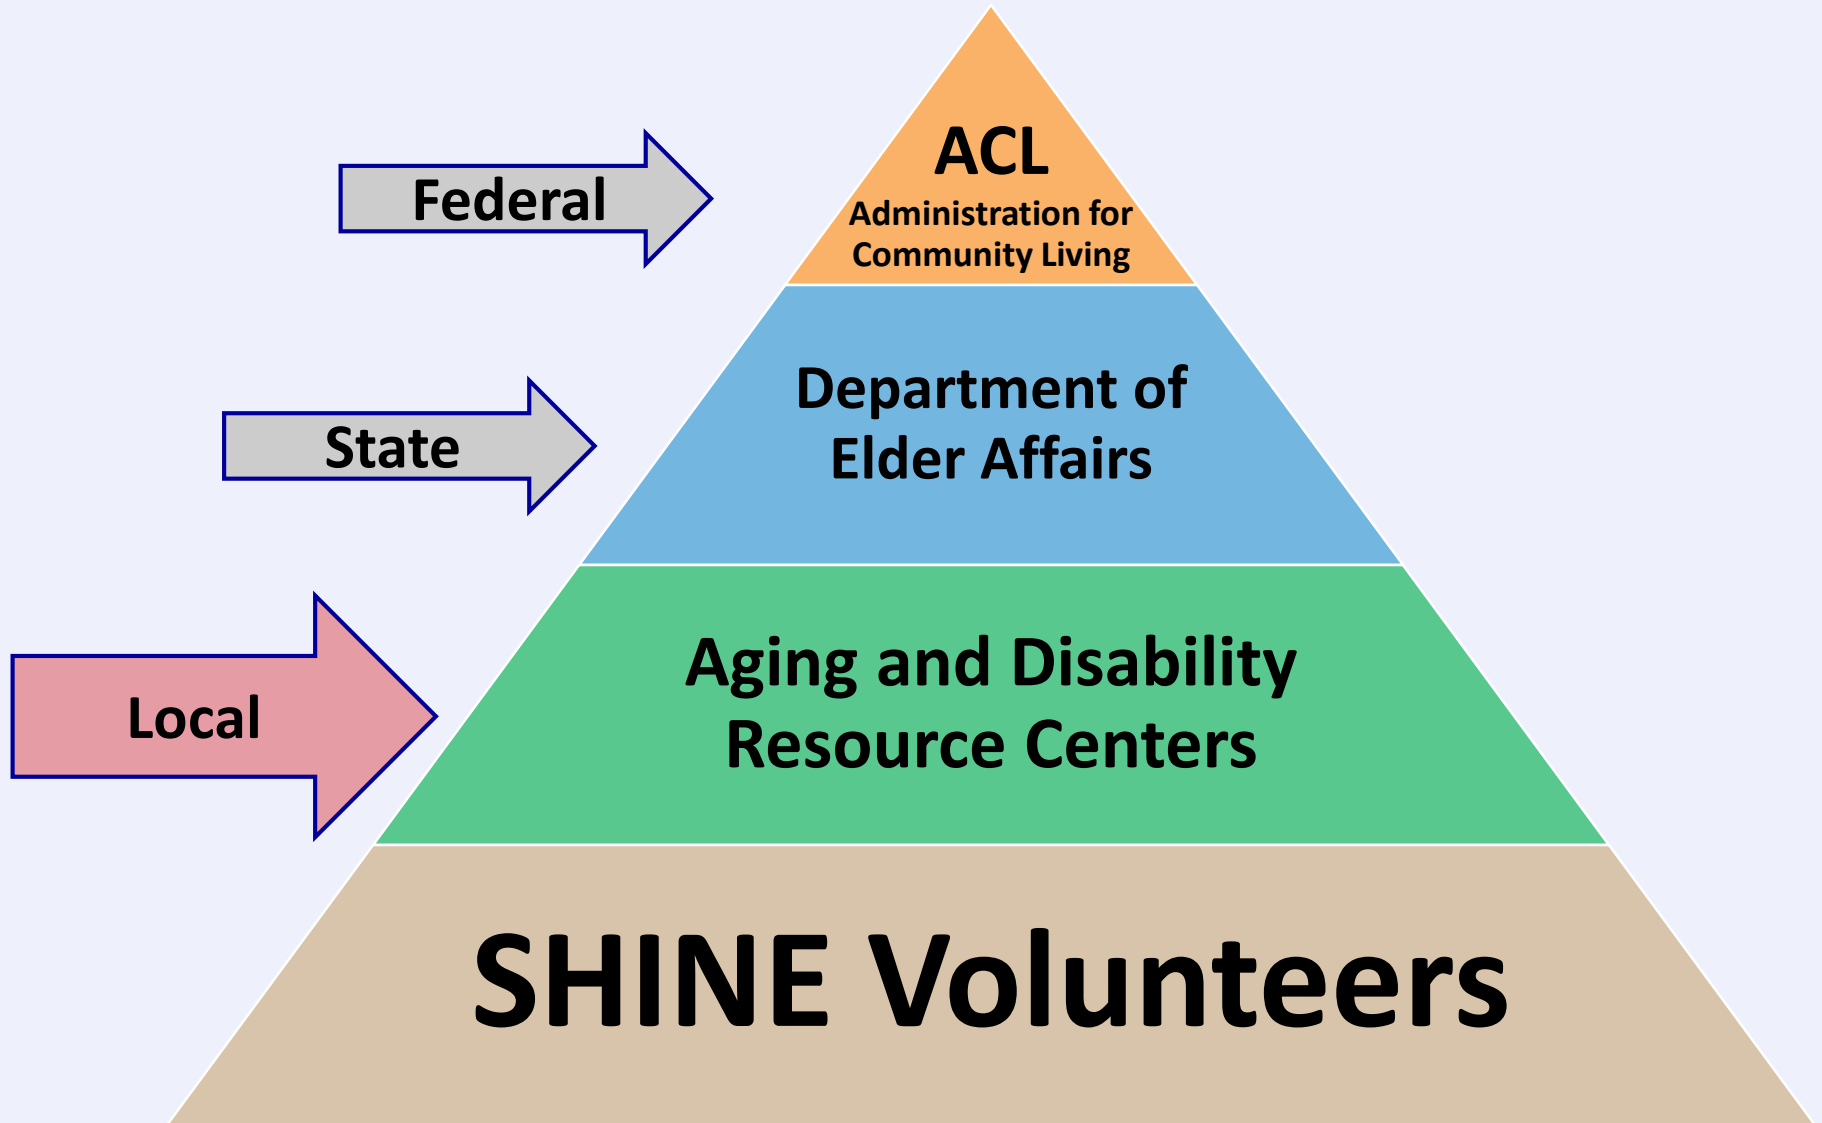 ACL
Administration for
Community Living
Federal
Department of
Elder Affairs
State
Aging and Disability
Resource Centers
Local
SHINE Volunteers